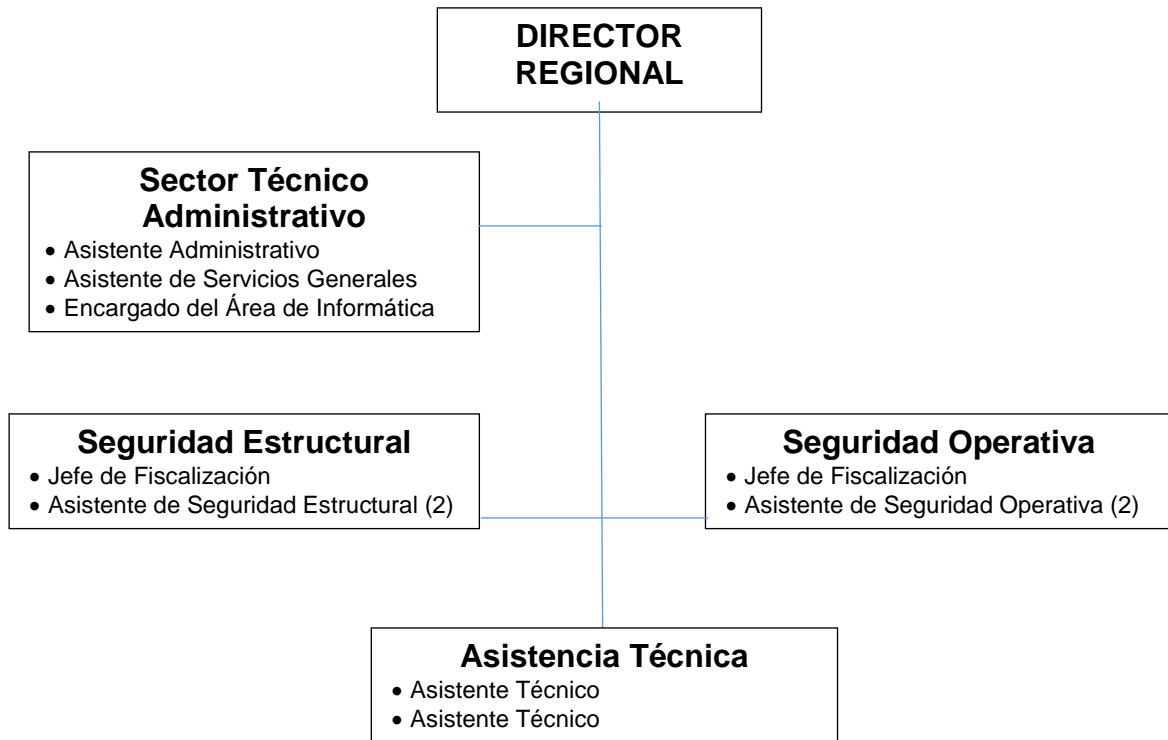 DIRECTOR
REGIONAL
Sector Técnico
Administrativo
• Asistente Administrativo
• Asistente de Servicios Generales
• Encargado del Área de Informática
Seguridad Estructural
• Jefe de Fiscalización
• Asistente de Seguridad Estructural (2)
Seguridad Operativa
• Jefe de Fiscalización
• Asistente de Seguridad Operativa (2)
Asistencia Técnica
• Asistente Técnico
• Asistente Técnico